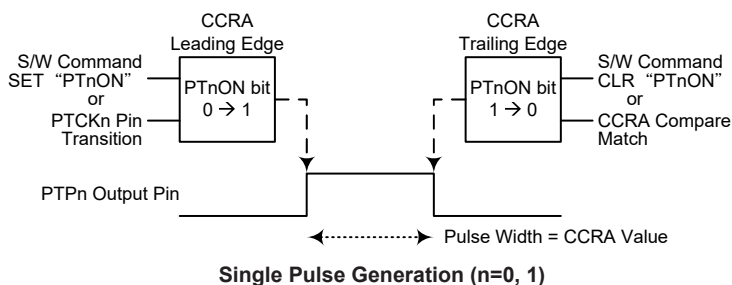 CCRA
Leading Edge
S/W Command
SET “PTnON”
or
PTCKn Pin
Transition
PTnON bit
0 → 1
CCRA
Trailing Edge
PTnON bit
1 → 0
S/W Command
CLR “PTnON”
or
CCRA Compare
Match
PTPn Output Pin
Pulse Width = CCRA Value
Single Pulse Generation (n=0, 1)